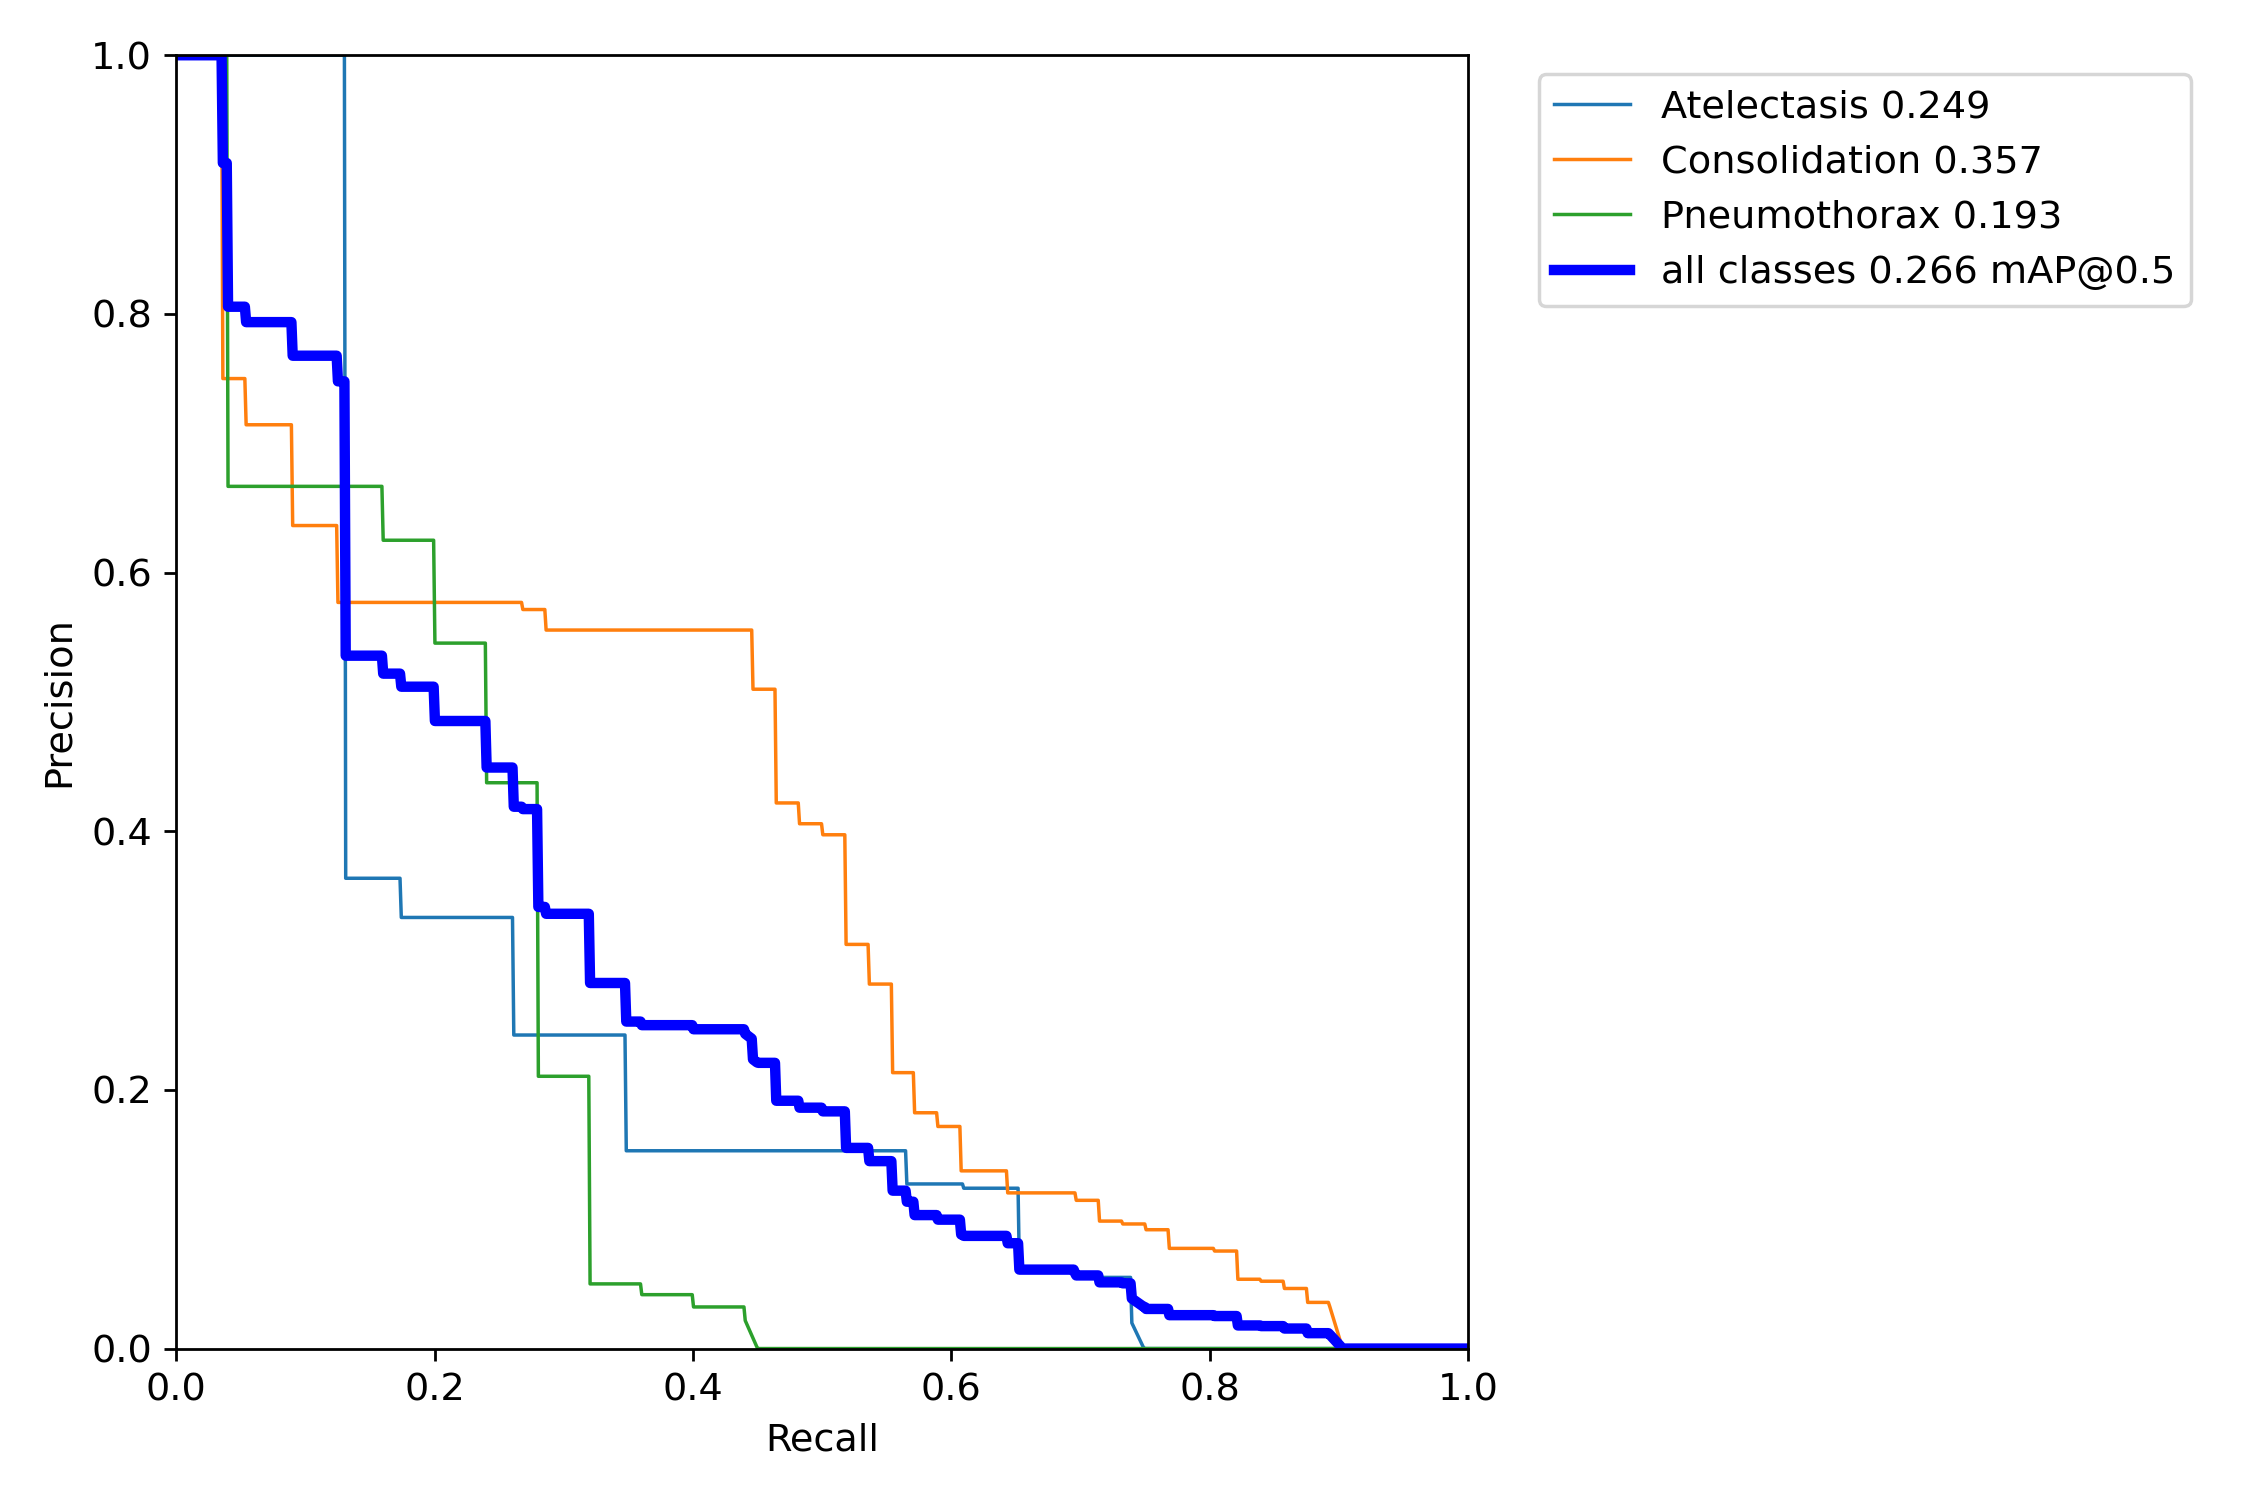 Atelectasis 0.249
Consolidation 0.357
Pneumothorax 0.193
all classes 0.266 mAP@0.5
Precision
1.0
0.8
0.6
0.4
0.2
0.0
0.0 0.2 0.4 0.6 0.8 1.0
Recall